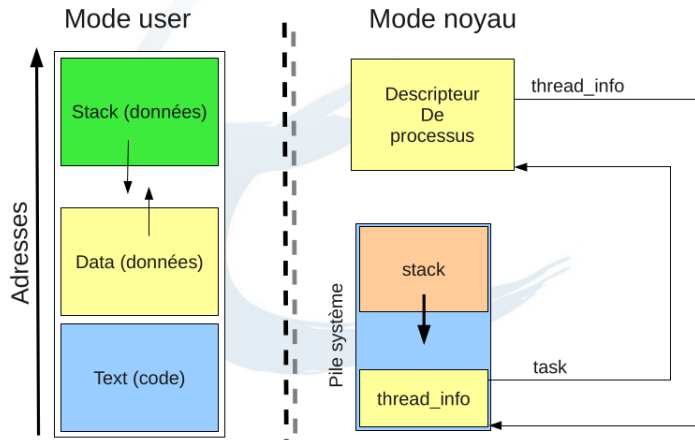 Mode user
Mode noyau
Adresses
Stack (données)
Data (données)
Text (code)
Descripteur
De
processus
thread_info
Pile système
stack
thread_info
task